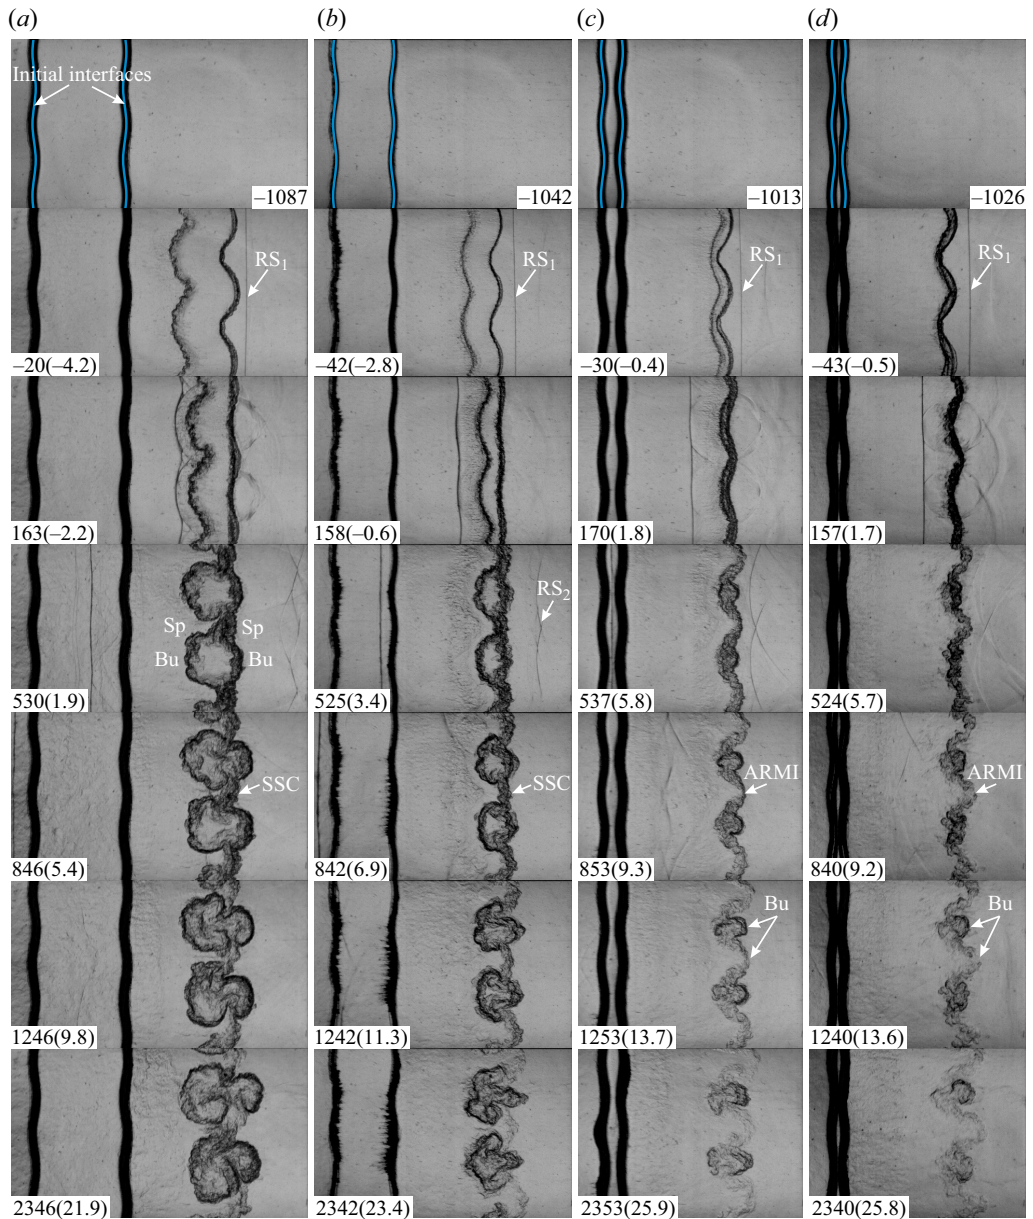 (a) (b) (c) (d)
Initial interfaces
–1087 –1042 –1013 –1026
RS1 RS1 RS1 RS1
–20(–4.2) –42(–2.8) –30(–0.4) –43(–0.5)
163(–2.2) 158(–0.6) 170(1.8) 157(1.7)
RS2
Sp Sp
Bu Bu
530(1.9) 525(3.4) 537(5.8) 524(5.7)
SSC SSC ARMI ARMI
846(5.4) 842(6.9) 853(9.3) 840(9.2)
Bu Bu
1246(9.8) 1242(11.3) 1253(13.7) 1240(13.6)
2346(21.9) 2342(23.4) 2353(25.9) 2340(25.8)